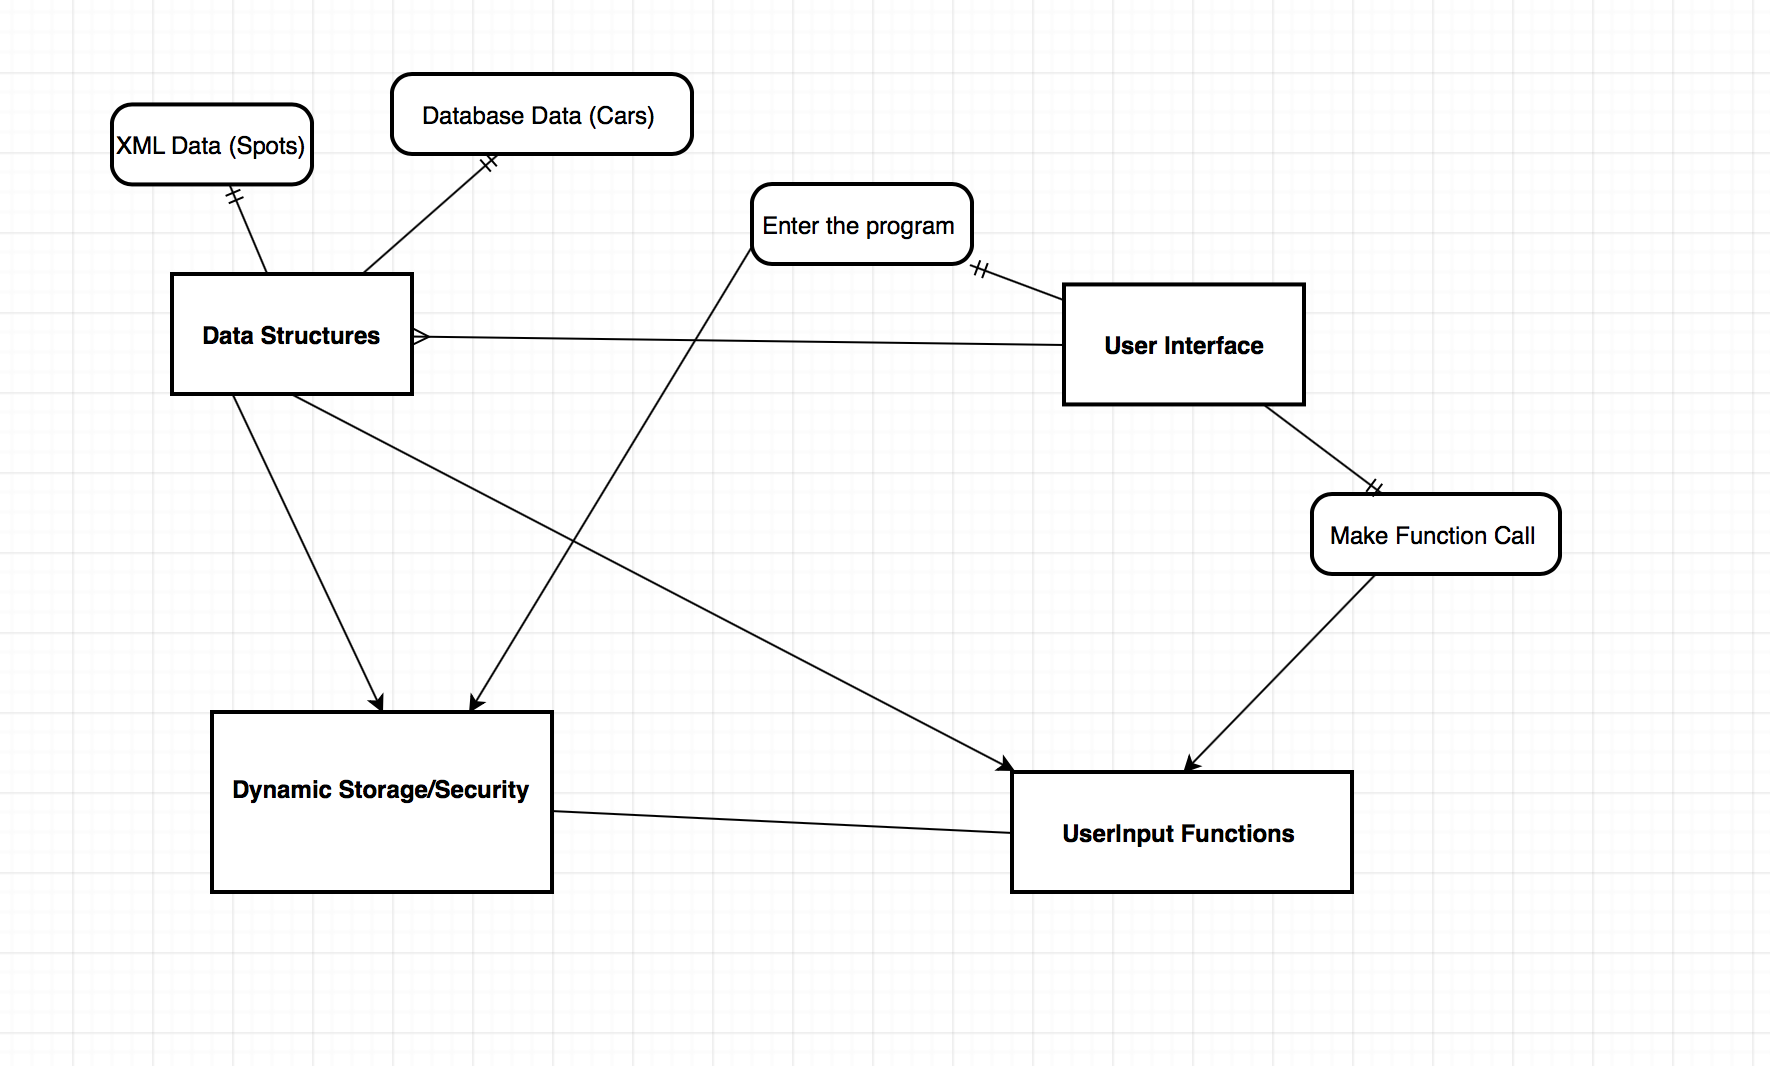 Database Data (Cars)
XML Data (Spots)
Enter the program
Data Structures
User Interface
Make Function Call
Dynamic Storage/Security
UserInput Functions